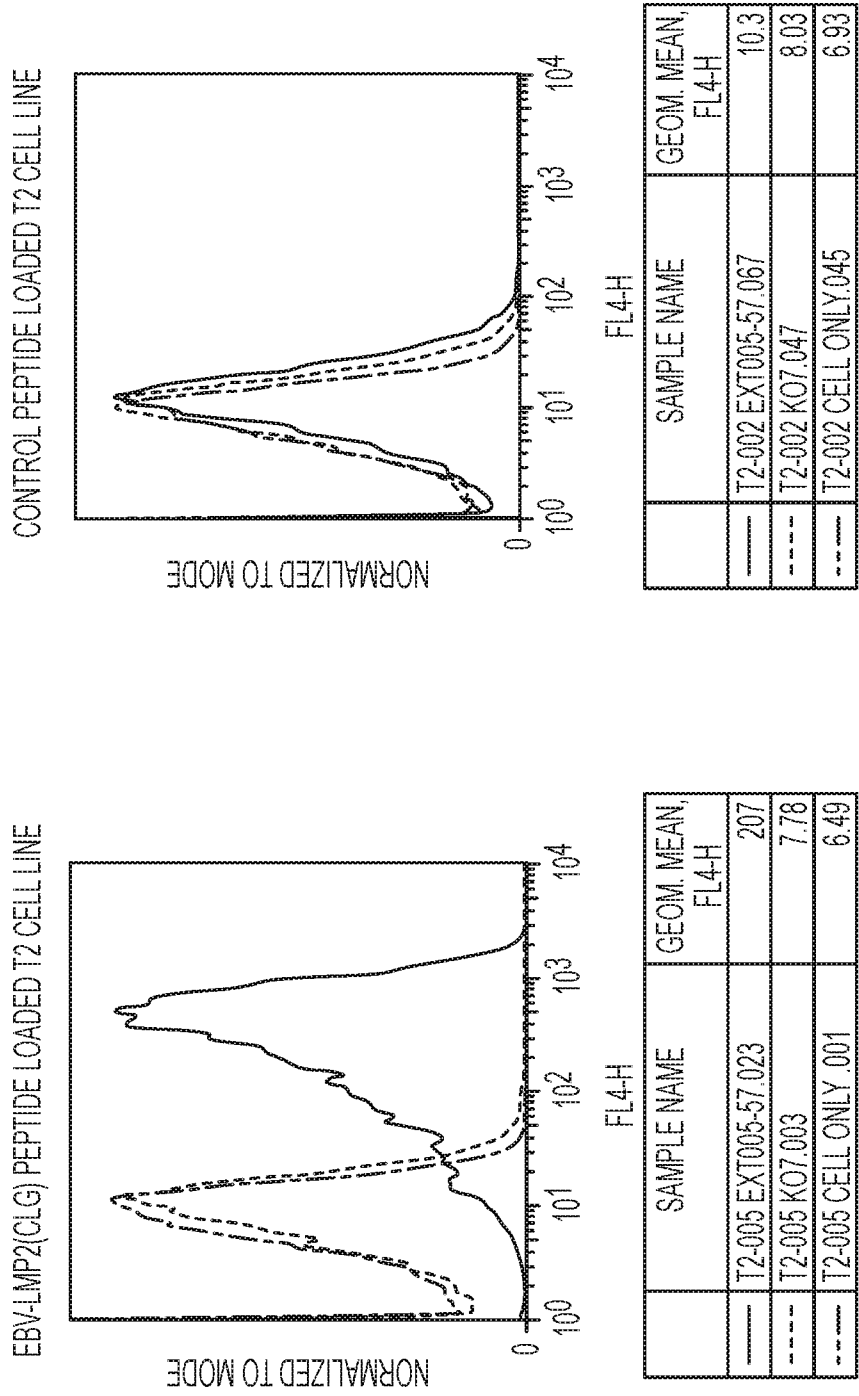 EBV-LMP2(CLG) PEPTIDE LOADED T2 CELL LINE
NORMALIZED TO MODE
0
10⁰ 10¹ 10² 10³ 10⁴
FL4-H
SAMPLE NAME GEOM. MEAN,
FL4-H
T2-005 EXT005-57.023 207
T2-005 KO7.003 7.78
T2-005 CELL ONLY .001 6.49
CONTROL PEPTIDE LOADED T2 CELL LINE
NORMALIZED TO MODE
0
10⁰ 10¹ 10² 10³ 10⁴
FL4-H
SAMPLE NAME GEOM. MEAN,
FL4-H
T2-002 EXT005-57.067 10.3
T2-002 KO7.047 8.03
T2-002 CELL ONLY.045 6.93